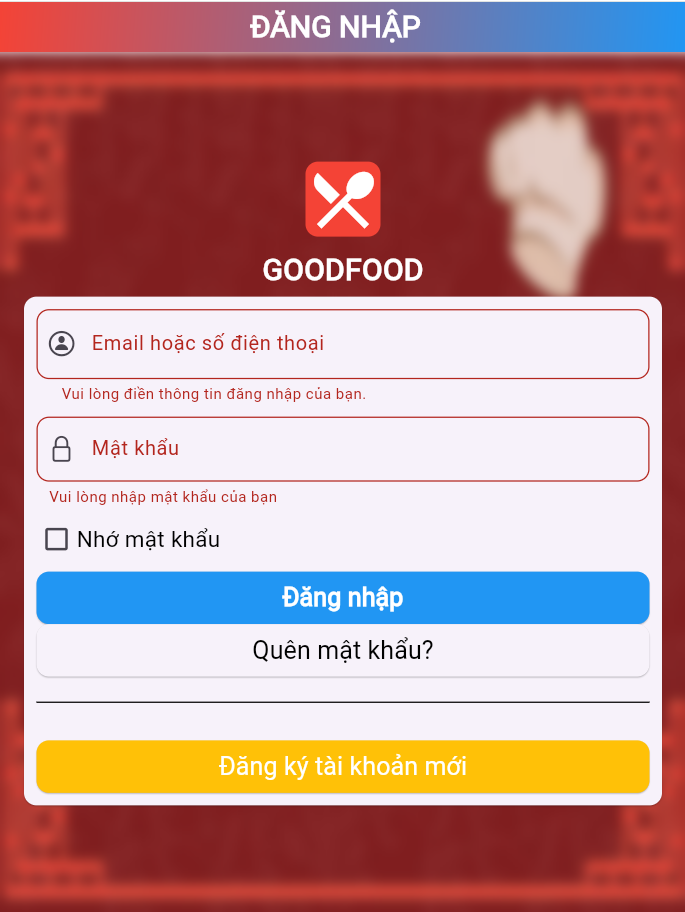 ĐĂNG NHẬP
GOODFOOD
Email hoặc số điện thoại
Vui lòng điền thông tin đăng nhập của bạn.
Mật khẩu
Vui lòng nhập mật khẩu của bạn
Nhớ mật khẩu
Đăng nhập
Quên mật khẩu?
Đăng ký tài khoản mới